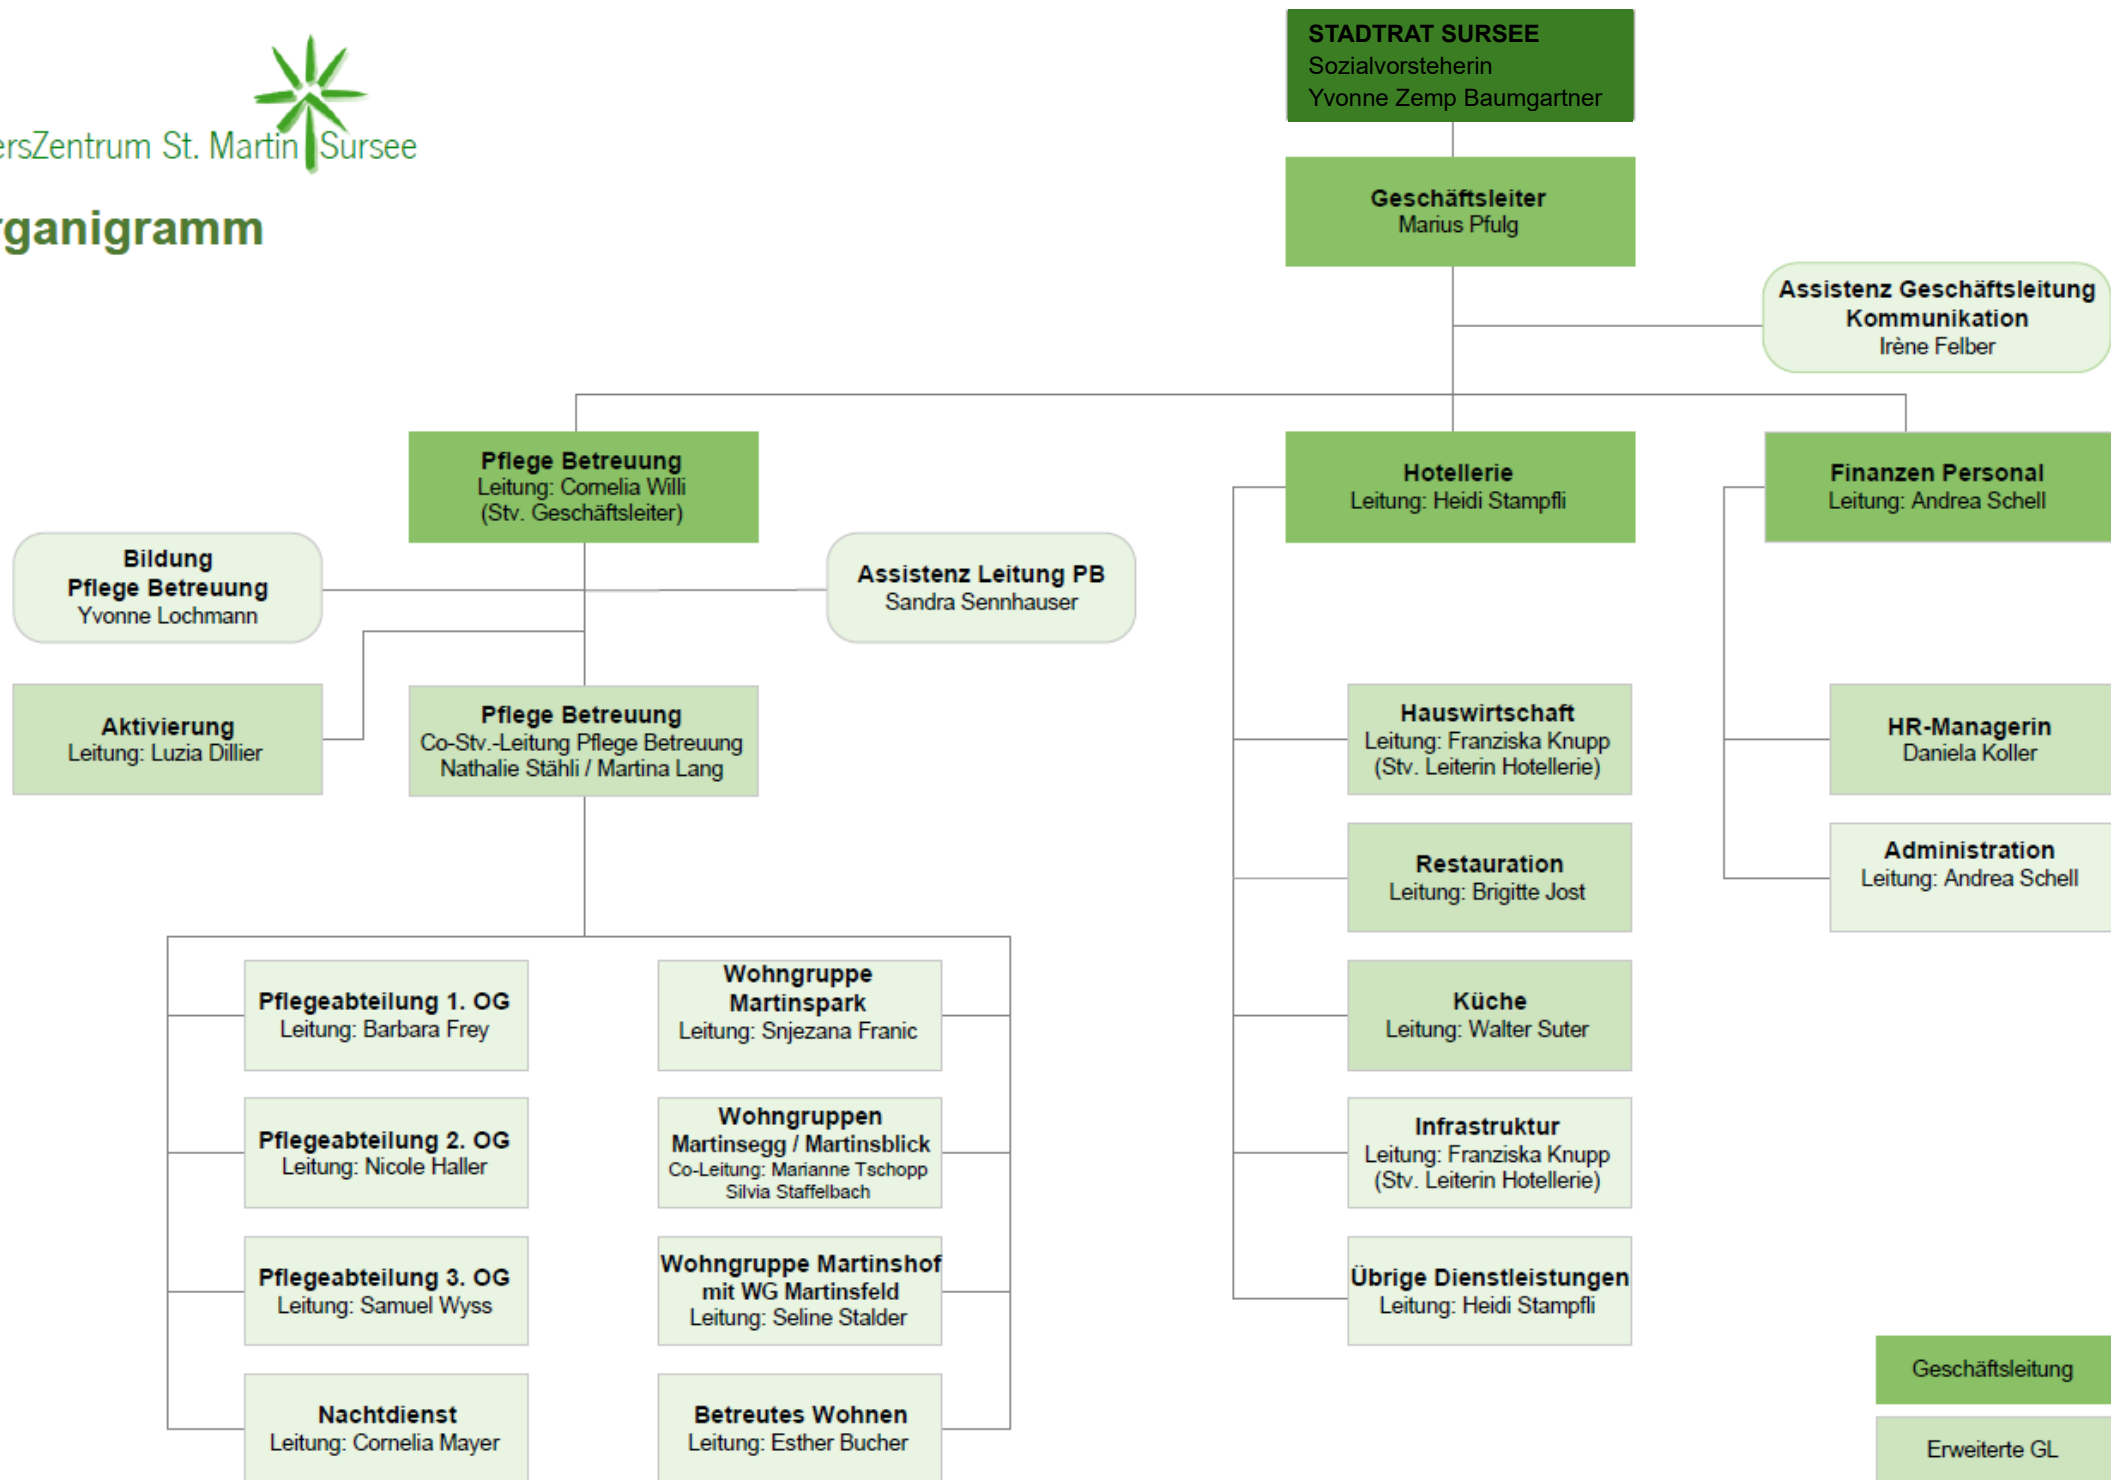 STADTRAT SURSEE
Sozialvorsteherin
Yvonne Zemp Baumgartner
ersZentrum St. Martin Sursee
rganigramm
Geschäftsleiter
Marius Pfulg
Assistenz Geschäftsleitung
Kommunikation
Irène Felber
Pflege Betreuung
Leitung: Cornelia Willi
(Stv. Geschäftsleiter)
Hotellerie
Leitung: Heidi Stampfli
Finanzen Personal
Leitung: Andrea Schell
Bildung
Pflege Betreuung
Yvonne Lochmann
Assistenz Leitung PB
Sandra Sennhauser
Aktivierung
Leitung: Luzia Dillier
Pflege Betreuung
Co-Stv.-Leitung Pflege Betreuung
Nathalie Stähli / Martina Lang
Hauswirtschaft
Leitung: Franziska Knupp
(Stv. Leiterin Hotellerie)
HR-Managerin
Daniela Koller
Restauration
Leitung: Brigitte Jost
Administration
Leitung: Andrea Schell
Pflegeabteilung 1. OG
Leitung: Barbara Frey
Wohngruppe
Martinspark
Leitung: Snjezana Franic
Küche
Leitung: Walter Suter
Pflegeabteilung 2. OG
Leitung: Nicole Haller
Wohngruppen
Martinsegg / Martinsblick
Co-Leitung: Marianne Tschopp
Silvia Staffelbach
Infrastruktur
Leitung: Franziska Knupp
(Stv. Leiterin Hotellerie)
Pflegeabteilung 3. OG
Leitung: Samuel Wyss
Wohngruppe Martinshof
mit WG Martinsfeld
Leitung: Seline Stalder
Übrige Dienstleistungen
Leitung: Heidi Stampfli
Nachtdienst
Leitung: Cornelia Mayer
Betreutes Wohnen
Leitung: Esther Bucher
Geschäftsleitung
Erweiterte GL